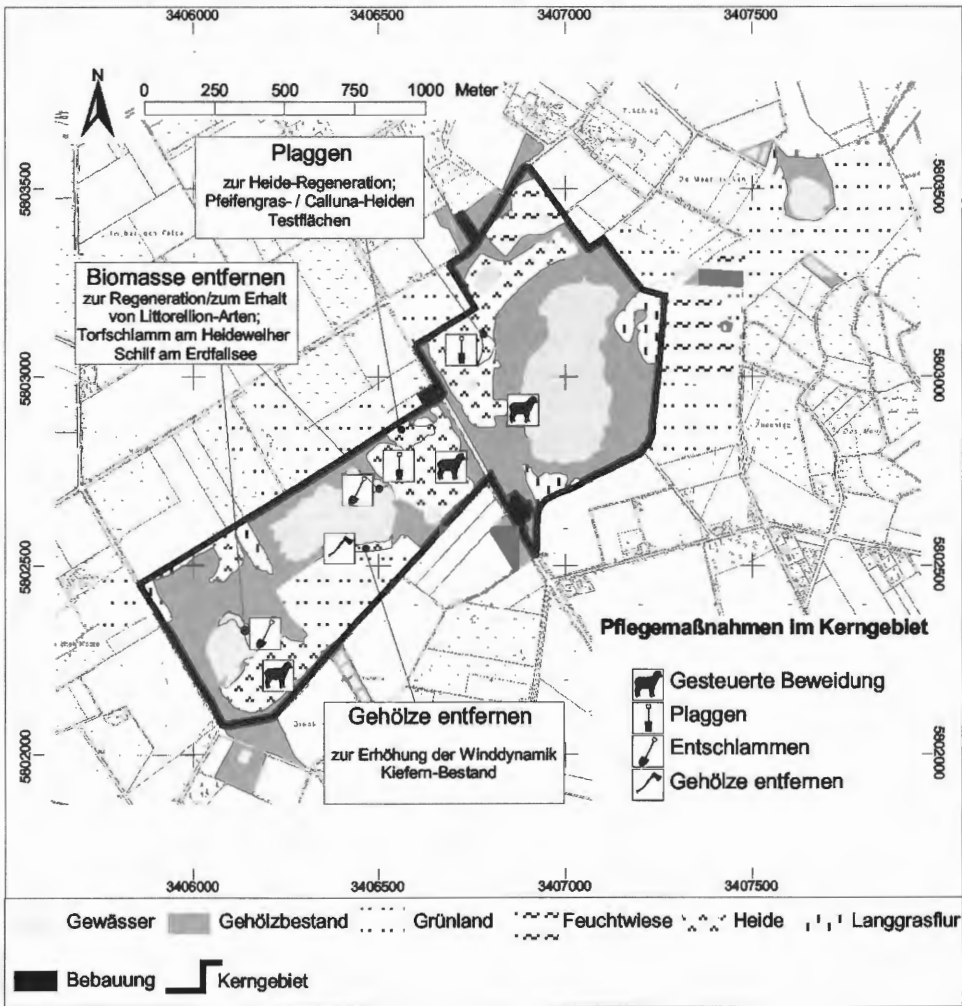 3406000 3406500 3407000 3407500
N
0 250 500 750 1000 Meter
Plaggen
zur Heide-Regeneration;
Pfeifengras- / Calluna-Heiden
Testflächen
5803500
5803500
Biomasse entfernen
zur Regeneration/zum Erhalt
von Littorellion-Arten;
Torfschlamm am Heideweiher
Schilf am Erdfallsee
5803000
5803000
5802500
5802500
Pflegemaßnahmen im Kerngebiet
Gesteuerte Beweidung
Plaggen
Entschlammen
Gehölze entfernen
Gehölze entfernen
zur Erhöhung der Winddynamik
Kiefern-Bestand
5802000
5802000
3406000 3406500 3407000 3407500
Gewässer Gehölzbestand Grünland Feuchtwiese Heide Langgrasflur
Bebauung Kerngebiet